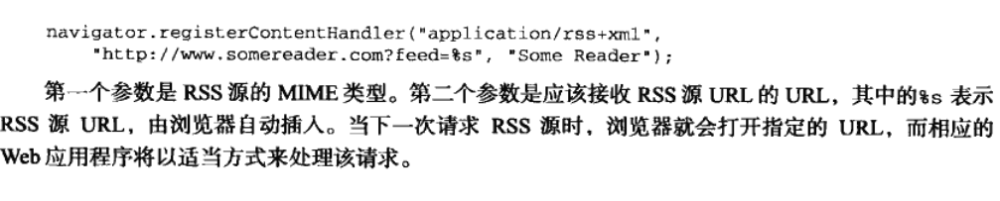 navigator.registerContentHandler("application/rss+xml",
"http://www.somereader.com?feed=%s", "Some Reader");
第一个参数是 RSS 源的 MIME 类型。第二个参数是应该接收 RSS 源 URL 的 URL，其中的%s 表示
RSS 源 URL，由浏览器自动插入。当下一次请求 RSS 源时，浏览器就会打开指定的 URL，而相应的
Web 应用程序将以适当方式来处理该请求。